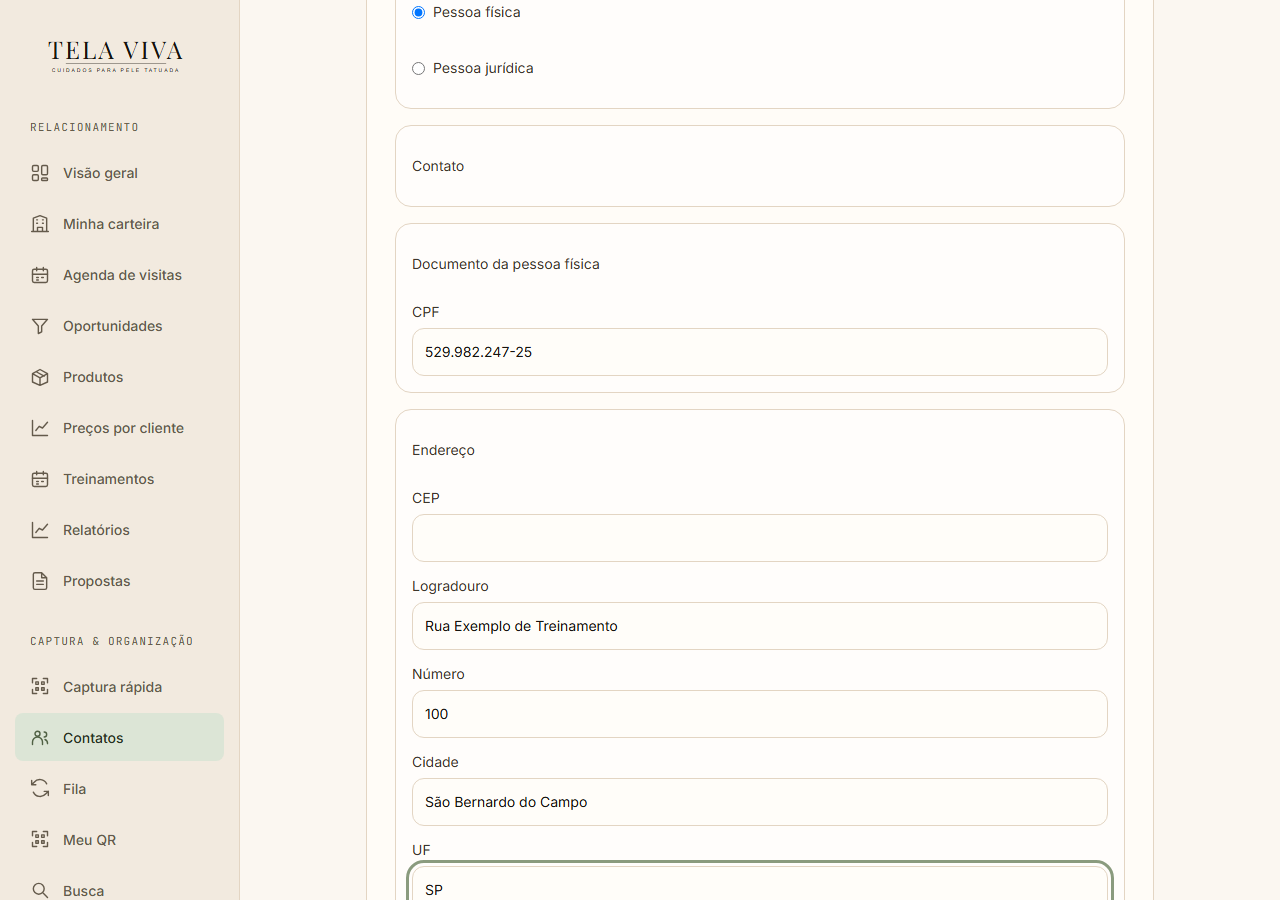 TELA VIVA
CUIDADOS PARA PELE TATUADA
RELACIONAMENTO
Visão geral
Minha carteira
Agenda de visitas
Oportunidades
Produtos
Preços por cliente
Treinamentos
Relatórios
Propostas
CAPTURA & ORGANIZAÇÃO
Captura rápida
Contatos
Fila
Meu QR
Busca
Pessoa física
Pessoa jurídica
Contato
Documento da pessoa física
CPF
529.982.247-25
Endereço
CEP
Logradouro
Rua Exemplo de Treinamento
Número
100
Cidade
São Bernardo do Campo
UF
SP